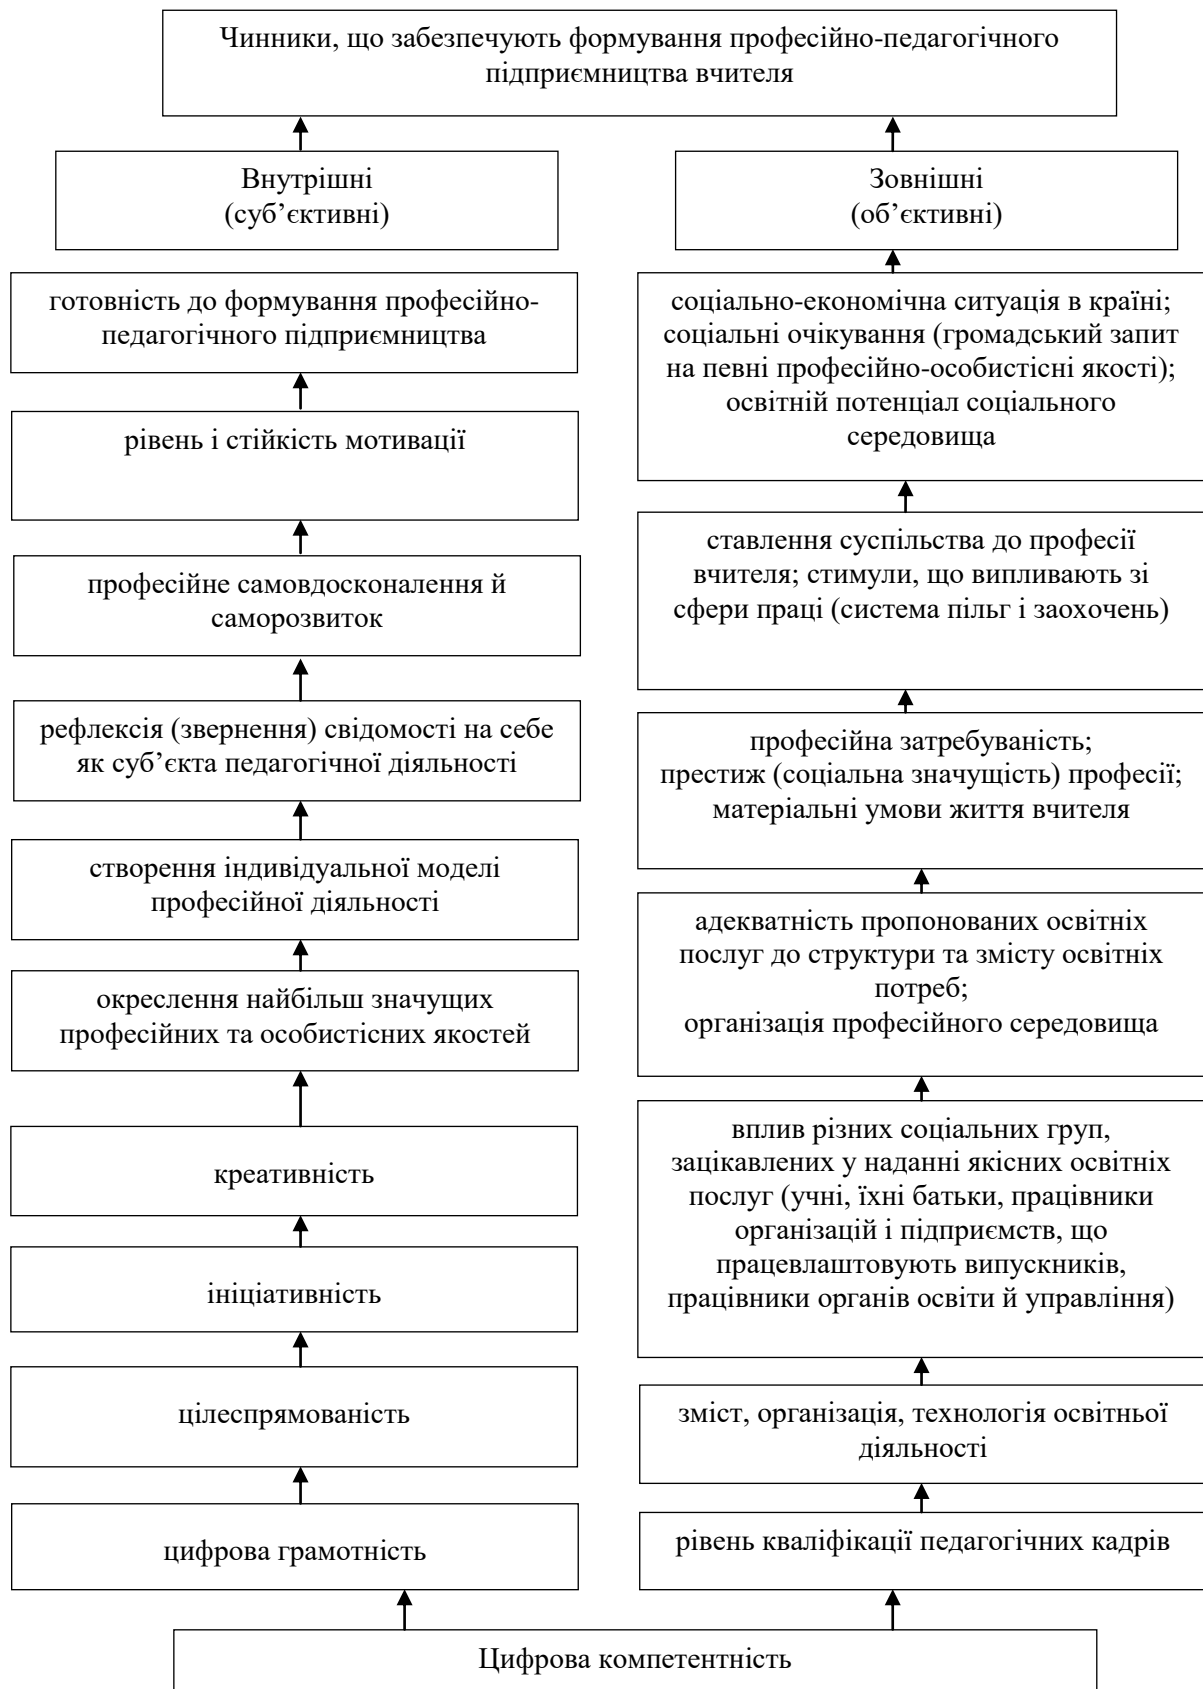 Чинники, що забезпечують формування професійно-педагогічного
підприємництва вчителя
Внутрішні
(суб’єктивні)
готовність до формування професійно-
педагогічного підприємництва
рівень і стійкість мотивації
професійне самовдосконалення й
саморозвиток
рефлексія (звернення) свідомості на себе
як суб’єкта педагогічної діяльності
створення індивідуальної моделі
професійної діяльності
окреслення найбільш значущих
професійних та особистісних якостей
креативність
ініціативність
цілеспрямованість
цифрова грамотність
Зовнішні
(об’єктивні)
соціально-економічна ситуація в країні;
соціальні очікування (громадський запит
на певні професійно-особистісні якості);
освітній потенціал соціального
середовища
ставлення суспільства до професії
вчителя; стимули, що випливають зі
сфери праці (система пільг і заохочень)
професійна затребуваність;
престиж (соціальна значущість) професії;
матеріальні умови життя вчителя
адекватність пропонованих освітніх
послуг до структури та змісту освітніх
потреб;
організація професійного середовища
вплив різних соціальних груп,
зацікавлених у наданні якісних освітніх
послуг (учні, їхні батьки, працівники
організацій і підприємств, що
працевлаштовують випускників,
працівники органів освіти й управління)
зміст, організація, технологія освітньої
діяльності
рівень кваліфікації педагогічних кадрів
Цифрова компетентність